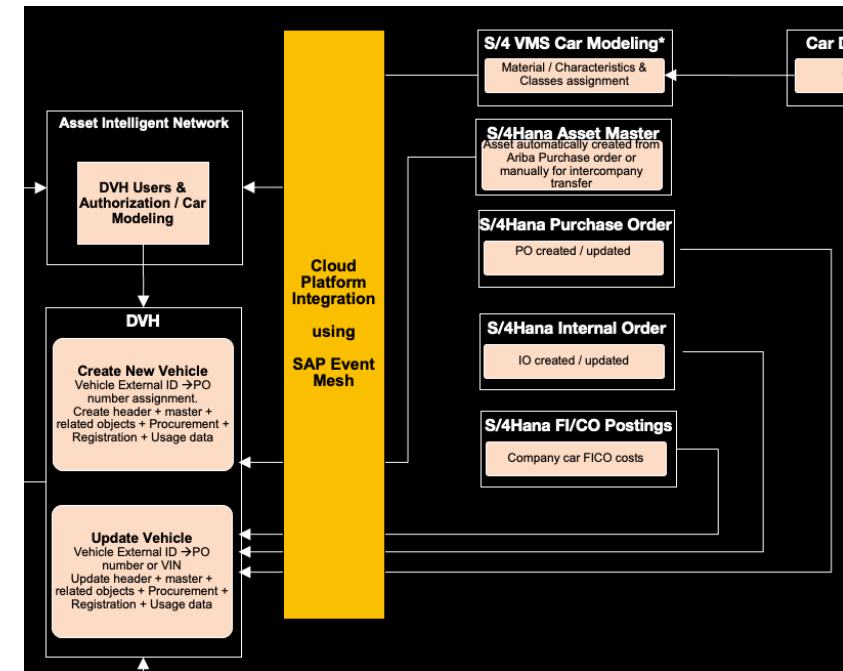 S/4 VMS Car Modeling*
Material / Characteristics &
Classes assignment
Car D
Asset Intelligent Network
DVH Users &
Authorization / Car
Modeling
S/4Hana Asset Master
Asset automatically created from
Ariba Purchase order or
manually for intercompany
transfer
S/4Hana Purchase Order
PO created / updated
Cloud
Platform
Integration
using
SAP Event
Mesh
DVH
Create New Vehicle
Vehicle External ID →PO
number assignment.
Create header + master +
related objects + Procurement +
Registration + Usage data
S/4Hana Internal Order
IO created / updated
S/4Hana FI/CO Postings
Company car FICO costs
Update Vehicle
Vehicle External ID →PO
number or VIN
Update header + master +
related objects + Procurement +
Registration + Usage data